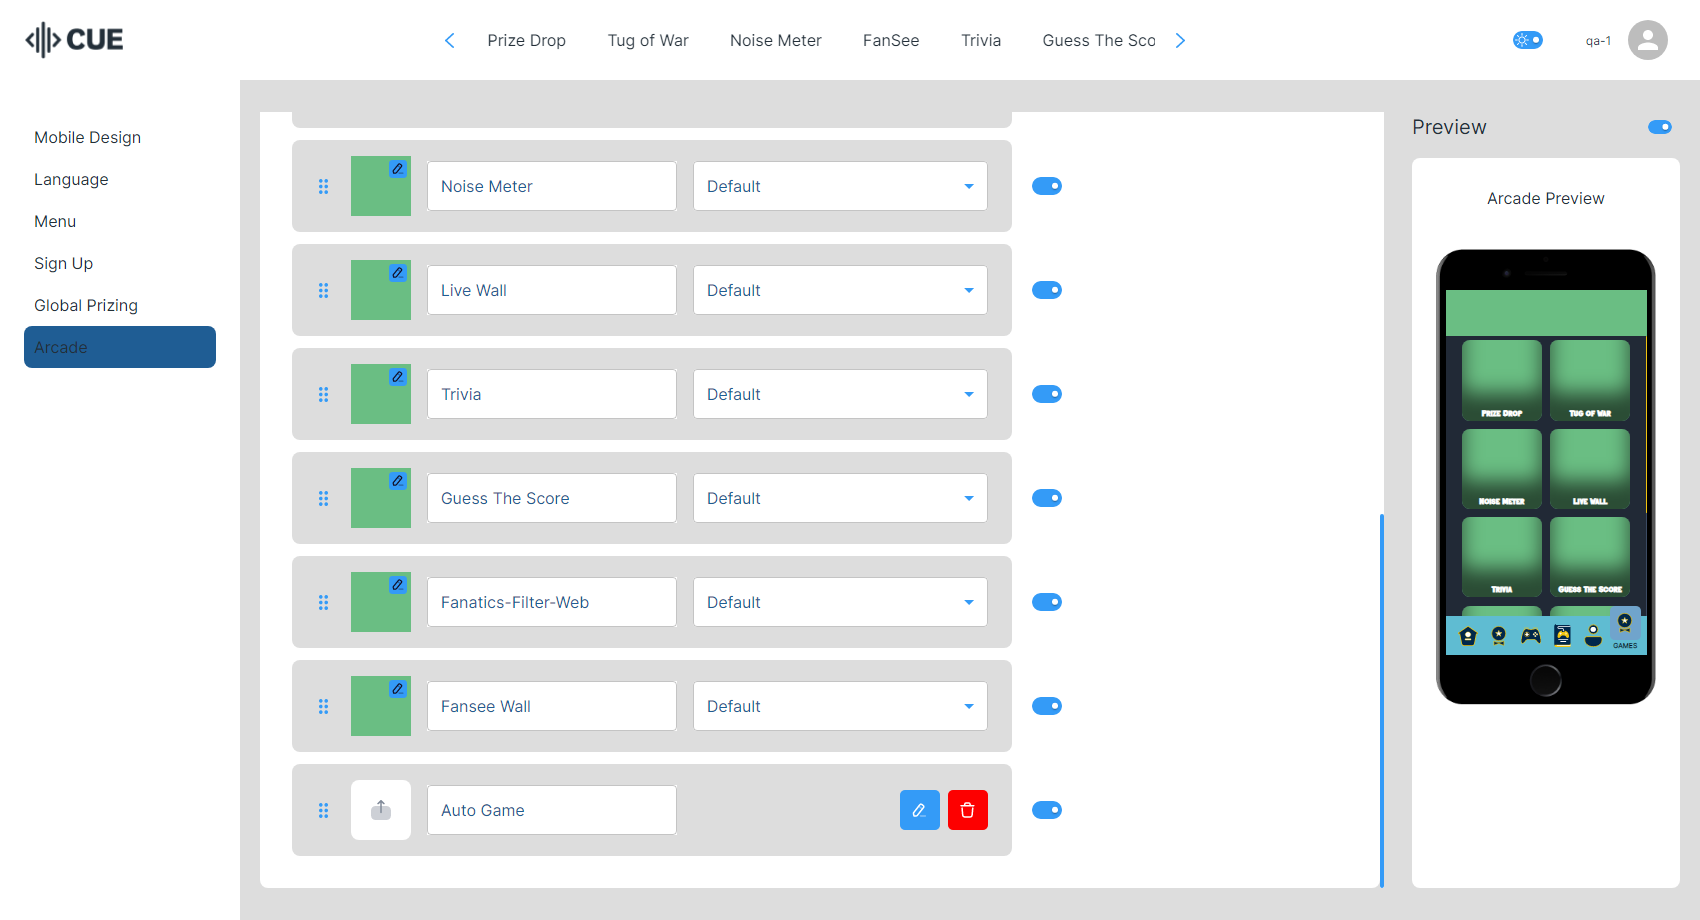 CUE
Prize Drop
Tug of War
Noise Meter
FanSee
Trivia
Guess The Sco
qa-1
Mobile Design
Language
Menu
Sign Up
Global Prizing
Arcade
Noise Meter
Default
Live Wall
Default
Trivia
Default
Guess The Score
Default
Fanatics-Filter-Web
Default
Fansee Wall
Default
Auto Game
Preview
Arcade Preview
Prize Drop
Tug of War
Noise Meter
Live Wall
Trivia
Guess The Score
GAMES